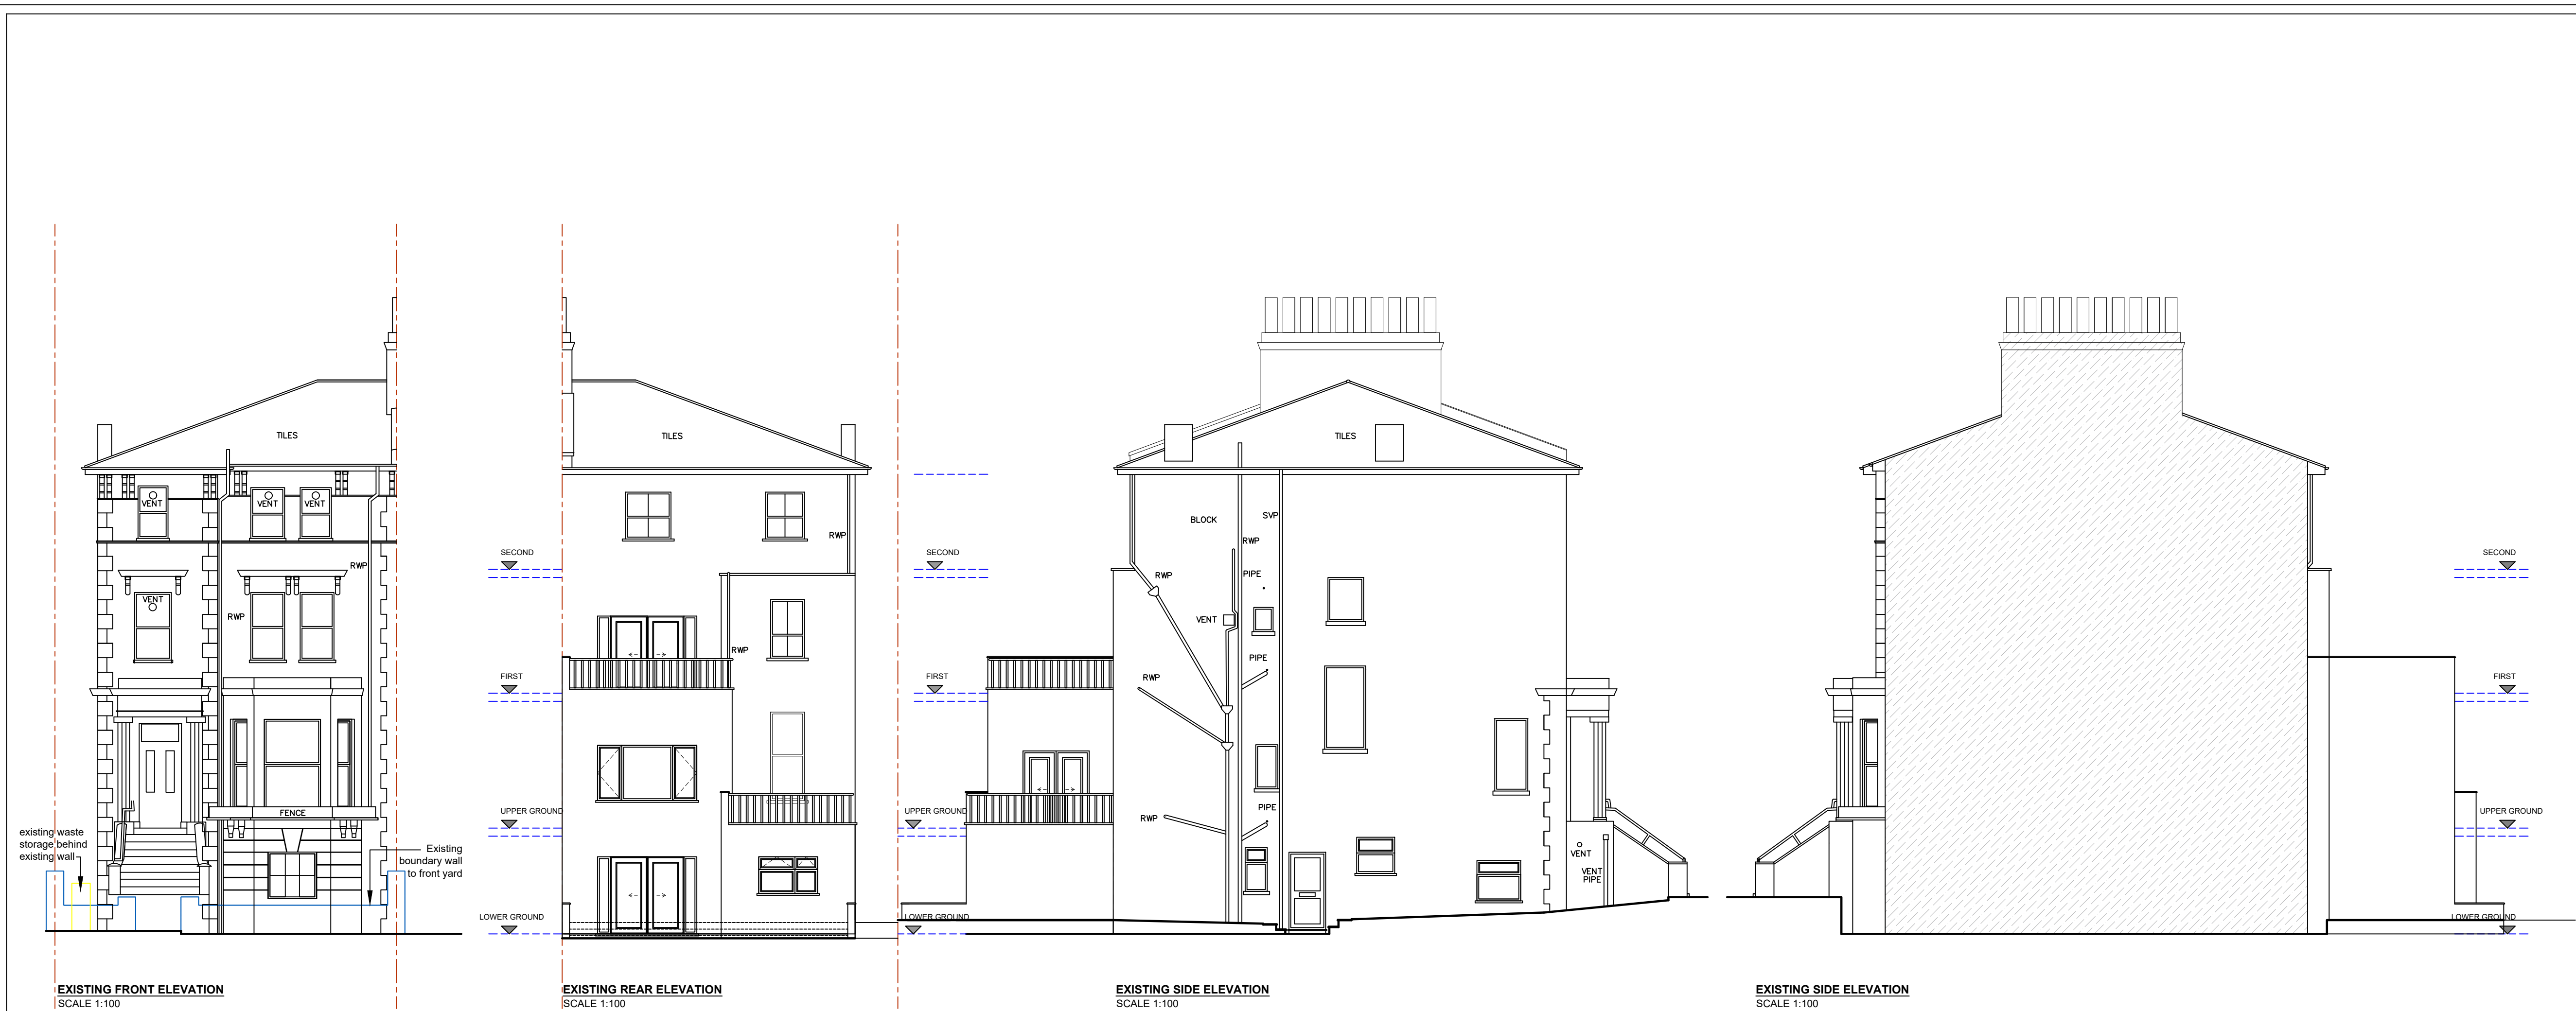 TILES
VENT
VENT
VENT
RWP
VENT
RWP
FENCE
existing waste
storage behind
existing wall
Existing
boundary wall
to front yard
EXISTING FRONT ELEVATION
SCALE 1:100
SECOND
FIRST
UPPER GROUND
LOWER GROUND
TILES
RWP
RWP
EXISTING REAR ELEVATION
SCALE 1:100
SECOND
FIRST
UPPER GROUND
LOWER GROUND
TILES
BLOCK
SVP
RWP
RWP
PIPE
VENT
PIPE
RWP
PIPE
RWP
VENT
VENT
PIPE
EXISTING SIDE ELEVATION
SCALE 1:100
SECOND
FIRST
UPPER GROUND
LOWER GROUND
EXISTING SIDE ELEVATION
SCALE 1:100